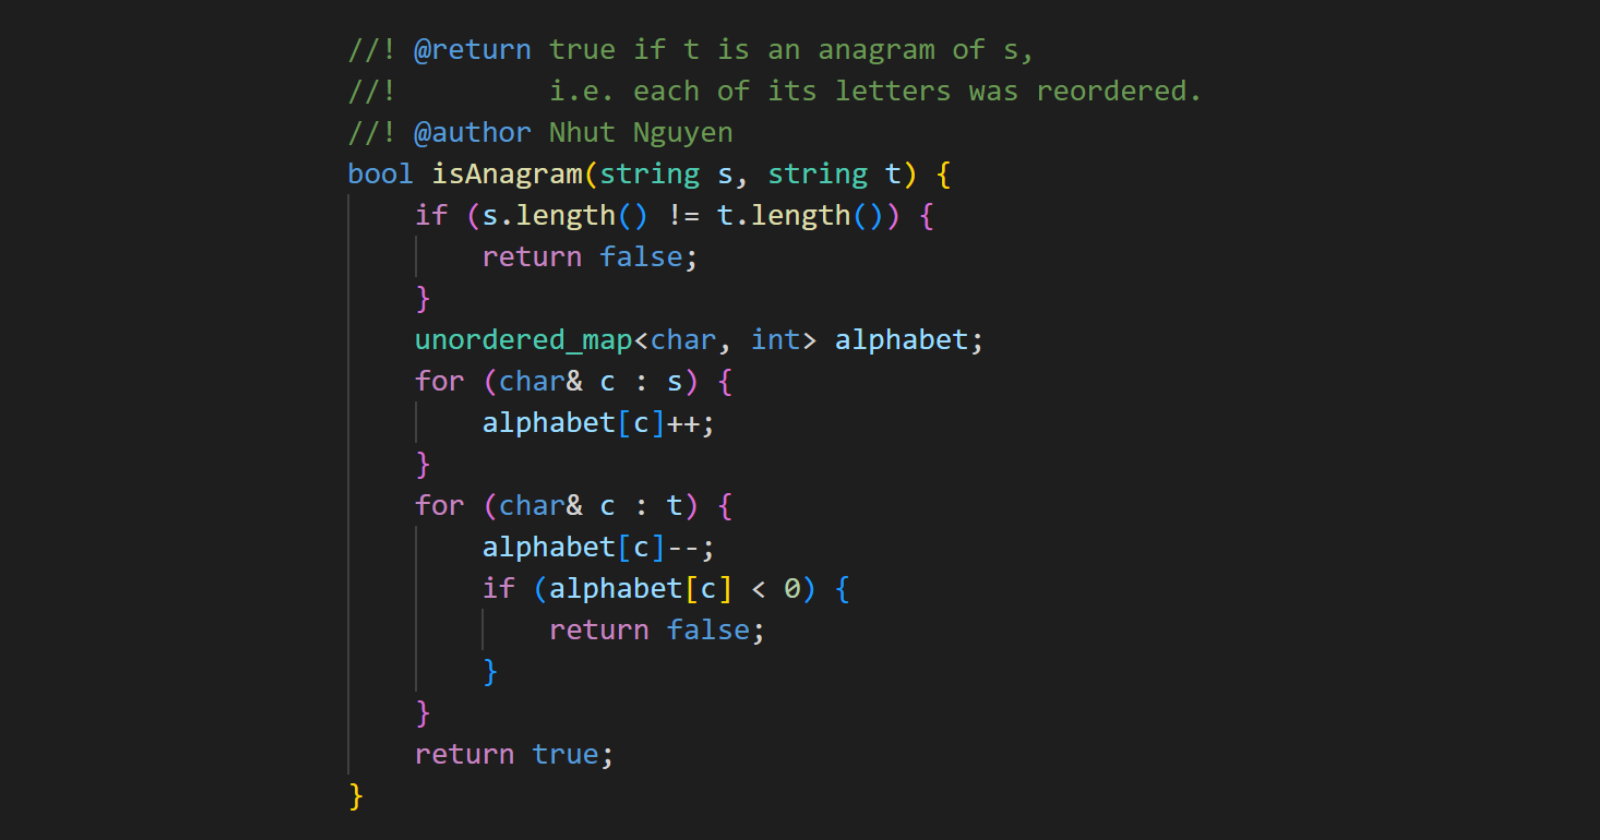 //! @return true if t is an anagram of s,
//!         i.e. each of its letters was reordered.
//! @author Nhut Nguyen
bool isAnagram(string s, string t) {
    if (s.length() != t.length()) {
        return false;
    }
    unordered_map<char, int> alphabet;
    for (char& c : s) {
        alphabet[c]++;
    }
    for (char& c : t) {
        alphabet[c]--;
        if (alphabet[c] < 0) {
            return false;
        }
    }
    return true;
}